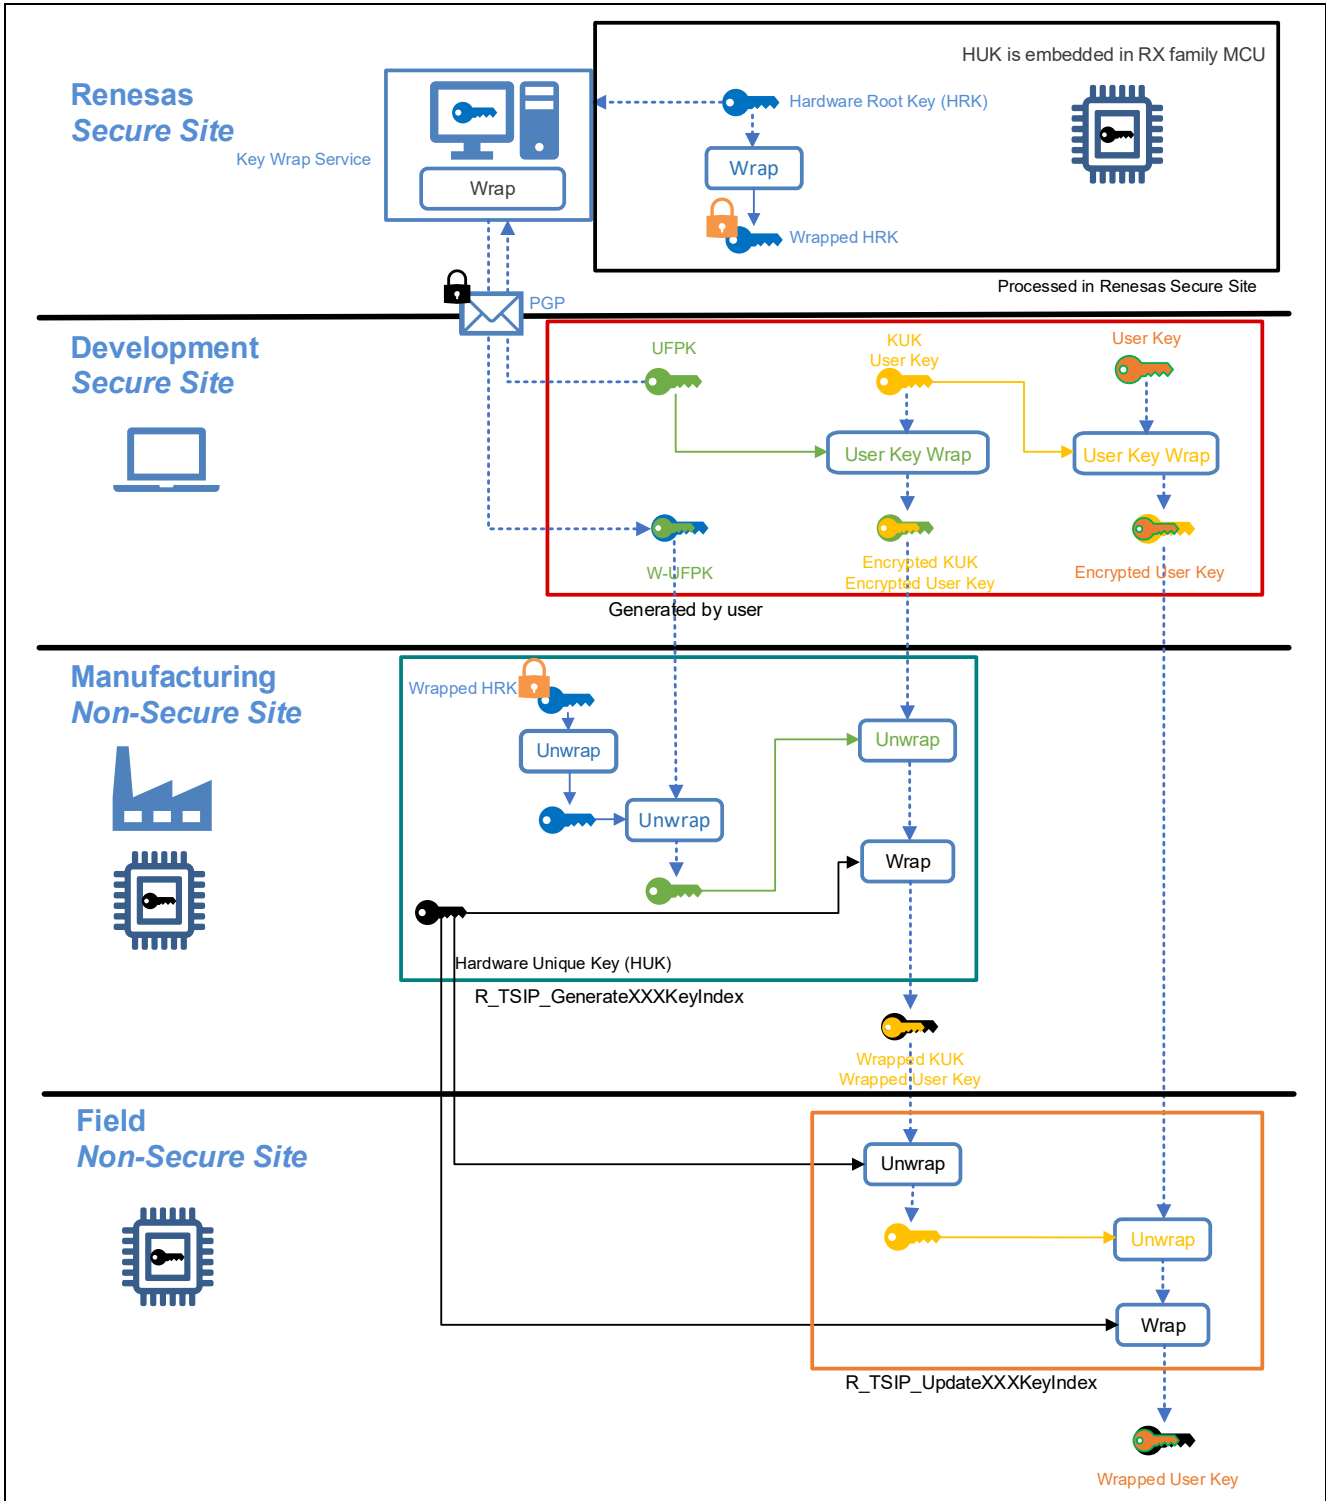 Renesas
Secure Site
Key Wrap Service
Wrap
HUK is embedded in RX family MCU
Hardware Root Key (HRK)
Wrap
Wrapped HRK
Processed in Renesas Secure Site
PGP
Development
Secure Site
UFPK
KUK
User Key
User Key
User Key Wrap
User Key Wrap
W-UFPK
Encrypted KUK
Encrypted User Key
Encrypted User Key
Generated by user
Manufacturing
Non-Secure Site
Wrapped HRK
Unwrap
Unwrap
Unwrap
Wrap
Hardware Unique Key (HUK)
R_TSIP_GenerateXXXKeyIndex
Wrapped KUK
Wrapped User Key
Field
Non-Secure Site
Unwrap
Unwrap
Wrap
R_TSIP_UpdateXXXKeyIndex
Wrapped User Key